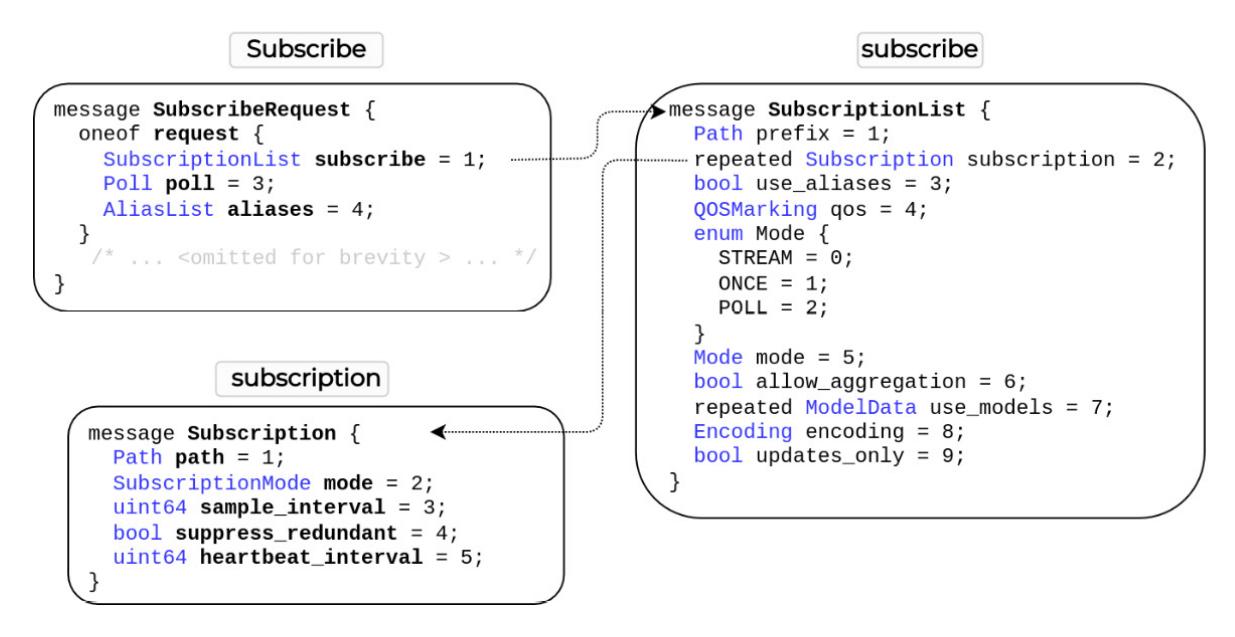 Subscribe
message SubscribeRequest {
oneof request {
SubscriptionList subscribe = 1;
Poll poll = 3;
AliasList aliases = 4;
}
/* ... <omitted for brevity > ... */
}
subscribe
message SubscriptionList {
Path prefix = 1;
repeated Subscription subscription = 2;
bool use_aliases = 3;
QOSMarking qos = 4;
enum Mode {
STREAM = 0;
ONCE = 1;
POLL = 2;
}
Mode mode = 5;
bool allow_aggregation = 6;
repeated ModelData use_models = 7;
Encoding encoding = 8;
bool updates_only = 9;
}
subscription
message Subscription {
Path path = 1;
SubscriptionMode mode = 2;
uint64 sample_interval = 3;
bool suppress_redundant = 4;
uint64 heartbeat_interval = 5;
}